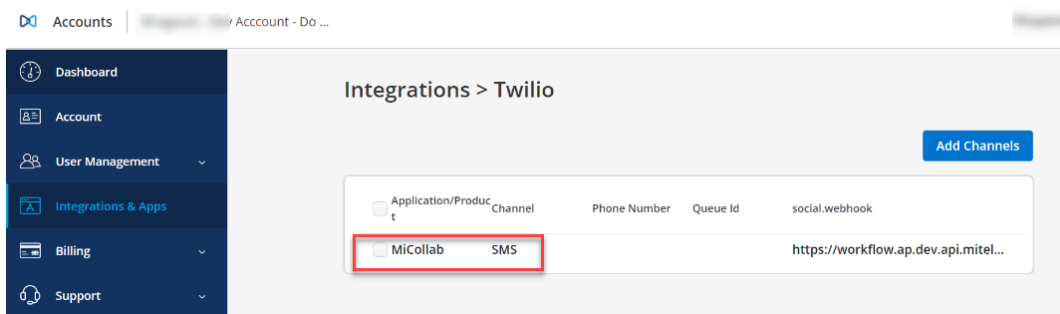 Accounts
Acccount - Do ...
Dashboard
Integrations > Twilio
Account
Add Channels
User Management
Application/Produc
t
Channel
Phone Number
Queue Id
social.webhook
Integrations & Apps
MiCollab
SMS
https://workflow.ap.dev.api.mitel...
Billing
Support